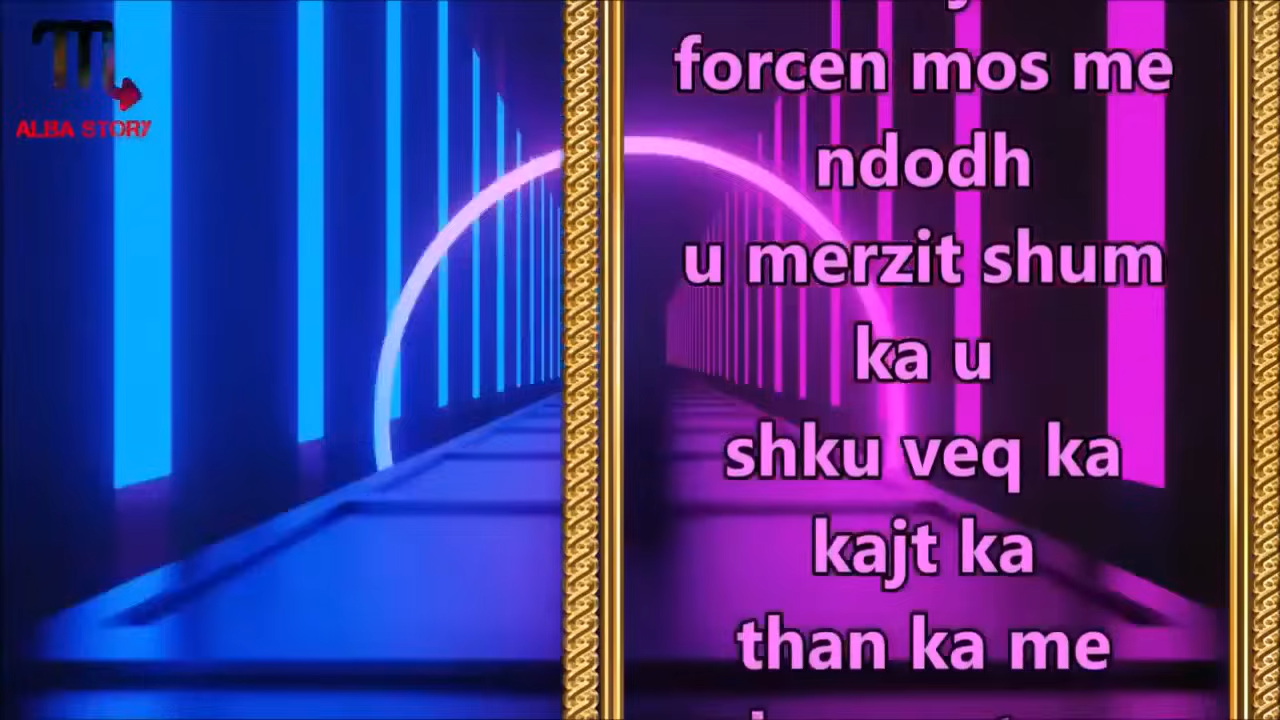 ALBA STORY
forcen mos me
ndodh
u merzit shum
ka u
shku veq ka
kajt ka
than ka me